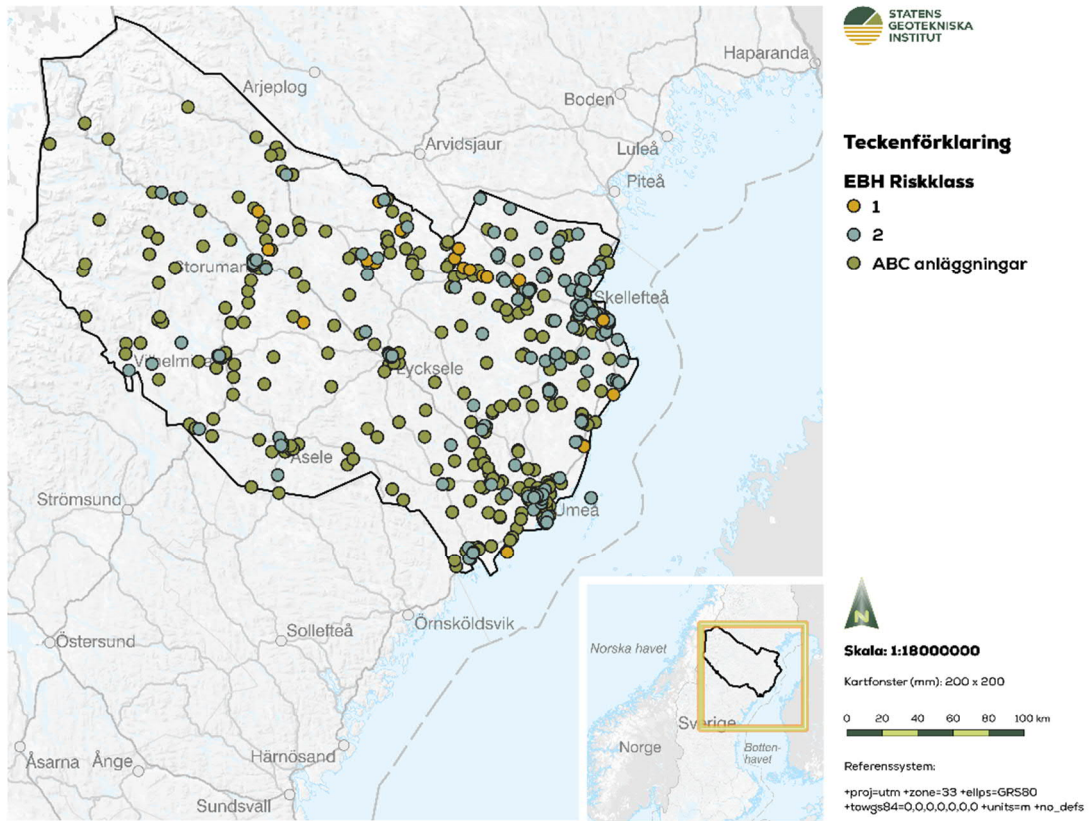 STATENS
GEOTEKNISKA
INSTITUT
Haparanda
Arjeplog
Boden
Arvidsjaur
Luleå
Piteå
Teckenförklaring
EBH Riskklass
1
2
ABC anläggningar
Storuman
Skellefteå
Vilhelmina
Lycksele
Åsele
Strömsund
Umeå
Örnsköldsvik
Sollefteå
Östersund
Härnösand
Åsarna
Ånge
Sundsvall
Norska havet
Sverige
Norge
Botten-
havet
N
Skala: 1:18000000
Kartfönster (mm): 200 x 200
0 20 40 60 80 100 km
Referenssystem:
+proj=utm +zone=33 +ellps=GRS80
+towgs84=0,0,0,0,0,0,0 +units=m +no_defs